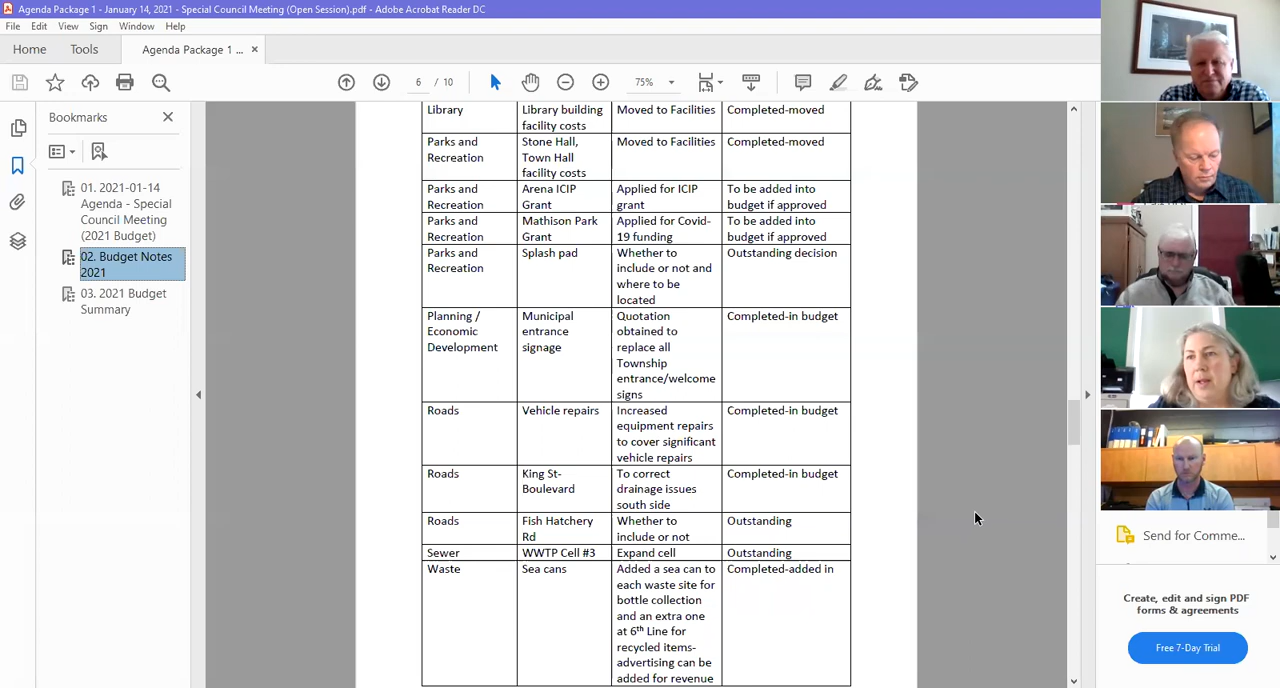 Agenda Package 1 - January 14, 2021 - Special Council Meeting (Open Session).pdf - Adobe Acrobat Reader DC
File Edit View Sign Window Help
Home Tools Agenda Package 1 ... ×
6 / 10 75%
Bookmarks
01. 2021-01-14
Agenda - Special
Council Meeting
(2021 Budget)
02. Budget Notes
2021
03. 2021 Budget
Summary
Library
Library building
facility costs
Moved to Facilities
Completed-moved
Parks and
Recreation
Stone Hall,
Town Hall
facility costs
Moved to Facilities
Completed-moved
Parks and
Recreation
Arena ICIP
Grant
Applied for ICIP
grant
To be added into
budget if approved
Parks and
Recreation
Mathison Park
Grant
Applied for Covid-
19 funding
To be added into
budget if approved
Parks and
Recreation
Splash pad
Whether to
include or not and
where to be
located
Outstanding decision
Planning /
Economic
Development
Municipal
entrance
signage
Quotation
obtained to
replace all
Township
entrance/welcome
signs
Completed-in budget
Roads
Vehicle repairs
Increased
equipment repairs
to cover significant
vehicle repairs
Completed-in budget
Roads
King St-
Boulevard
To correct
drainage issues
south side
Completed-in budget
Roads
Fish Hatchery
Rd
Whether to
include or not
Outstanding
Sewer
WWTP Cell #3
Expand cell
Outstanding
Waste
Sea cans
Added a sea can to
each waste site for
bottle collection
and an extra one
at 6th Line for
recycled items-
advertising can be
added for revenue
Completed-added in
Send for Comme...
Create, edit and sign PDF
forms & agreements
Free 7-Day Trial